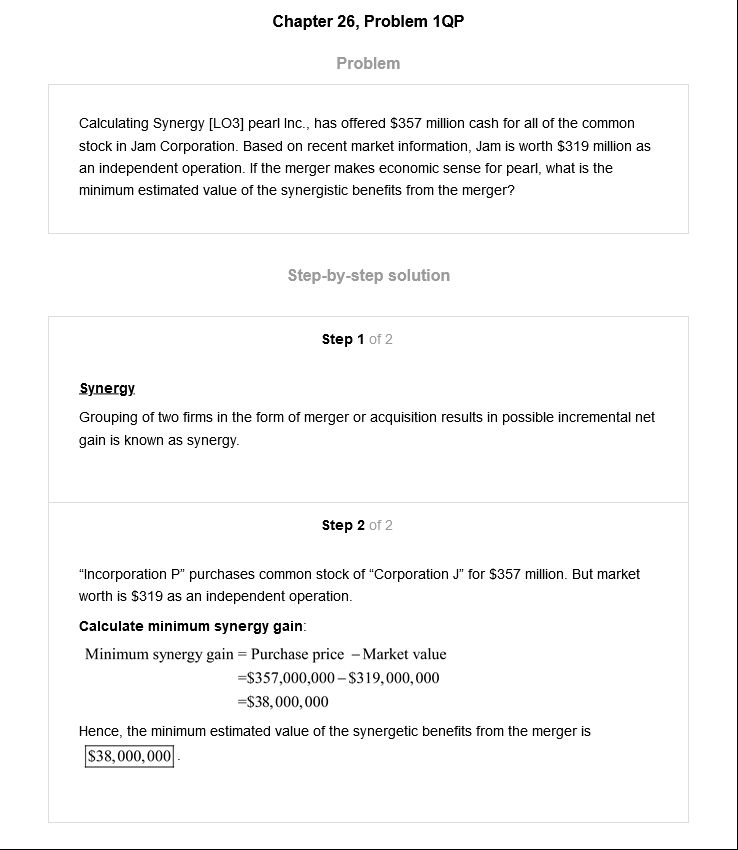 Chapter 26, Problem 1QP
Problem
Calculating Synergy [LO3] pearl Inc., has offered $357 million cash for all of the common
stock in Jam Corporation. Based on recent market information, Jam is worth $319 million as
an independent operation. If the merger makes economic sense for pearl, what is the
minimum estimated value of the synergistic benefits from the merger?
Step-by-step solution
Step 1 of 2
Synergy
Grouping of two firms in the form of merger or acquisition results in possible incremental net
gain is known as synergy.
Step 2 of 2
“Incorporation P” purchases common stock of “Corporation J” for $357 million. But market
worth is $319 as an independent operation.
Calculate minimum synergy gain:
Minimum synergy gain = Purchase price – Market value
=$357,000,000 – $319,000,000
=$38,000,000
Hence, the minimum estimated value of the synergetic benefits from the merger is
$38,000,000.